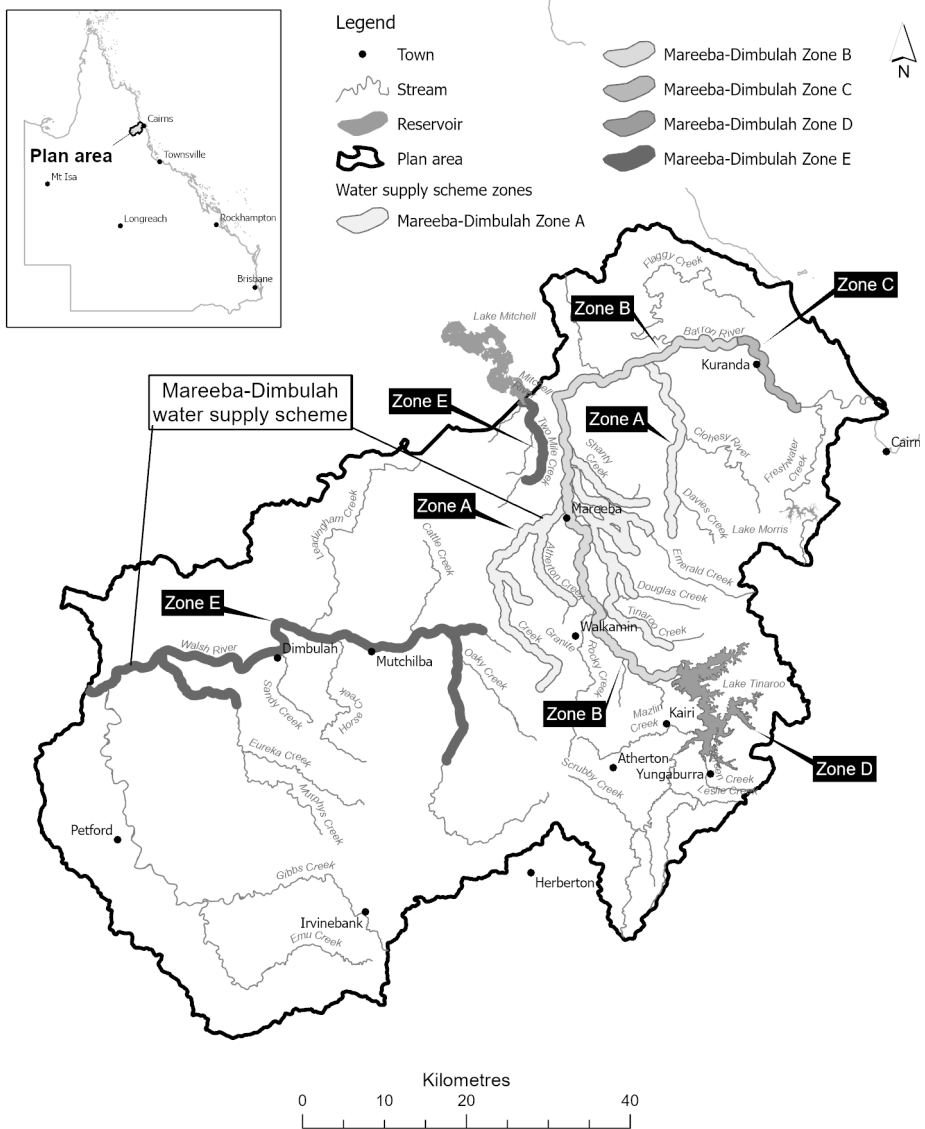 Cairns
Plan area
Townsville
Mt Isa
Longreach
Rockhampton
Brisbane
Legend
Town
Stream
Reservoir
Plan area
Water supply scheme zones
Mareeba-Dimbulah Zone A
Mareeba-Dimbulah Zone B
Mareeba-Dimbulah Zone C
Mareeba-Dimbulah Zone D
Mareeba-Dimbulah Zone E
N
Flaggy Creek
Zone C
Zone B
Lake Mitchell
Barron River
Kuranda
Mitchell
Mareeba-Dimbulah
water supply scheme
Zone E
Zone A
Two Mile Creek
Clohesy River
Cairn
Shanty
Creek
Freshwater
Creek
Leadingham Creek
Zone A
Davies Creek
Mareeba
Lake Morris
Cattle Creek
Atherton Creek
Emerald Creek
Douglas Creek
Zone E
Tinaroo
Creek
Walkamin
Walsh River
Dimbulah
Mutchilba
Creek
Granite
Oaky Creek
Rocky Creek
Lake Tinaroo
Sandy Creek
Horse Creek
Zone B
Mazlin
Creek
Kairi
Eureka Creek
Atherton
Yungaburra
Zone D
Scrubby Creek
Creek
Leslie Creek
Murphys Creek
Petford
Gibbs Creek
Herberton
Irvinebank
Emu Creek
Kilometres
0 10 20 40